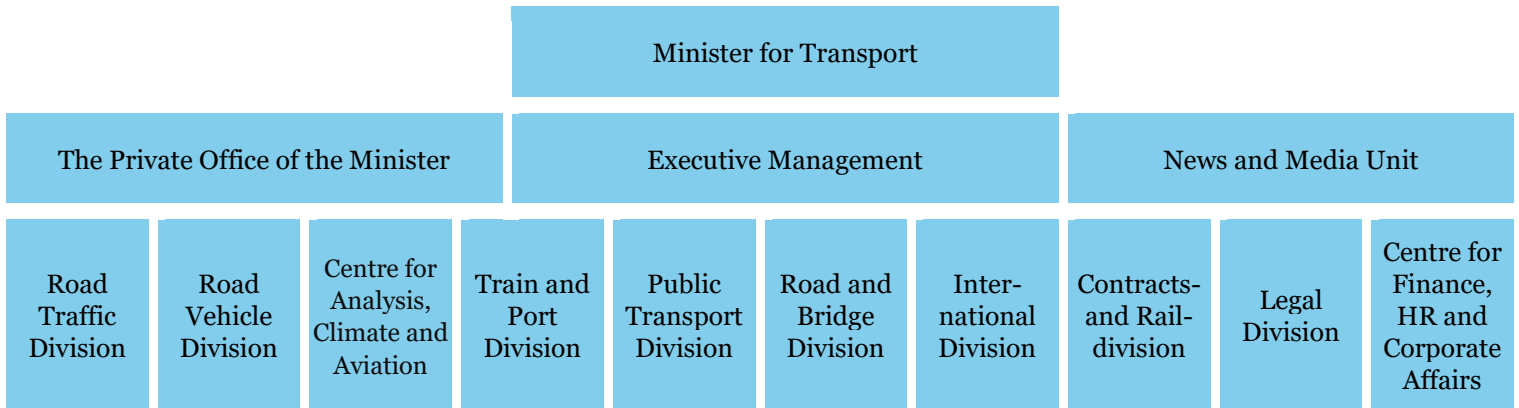 Minister for Transport
The Private Office of the Minister
Executive Management
News and Media Unit
Road
Traffic
Division
Road
Vehicle
Division
Centre for
Analysis,
Climate and
Aviation
Train and
Port
Division
Public
Transport
Division
Road and
Bridge
Division
Inter-
national
Division
Contracts-
and Rail-
division
Legal
Division
Centre for
Finance,
HR and
Corporate
Affairs